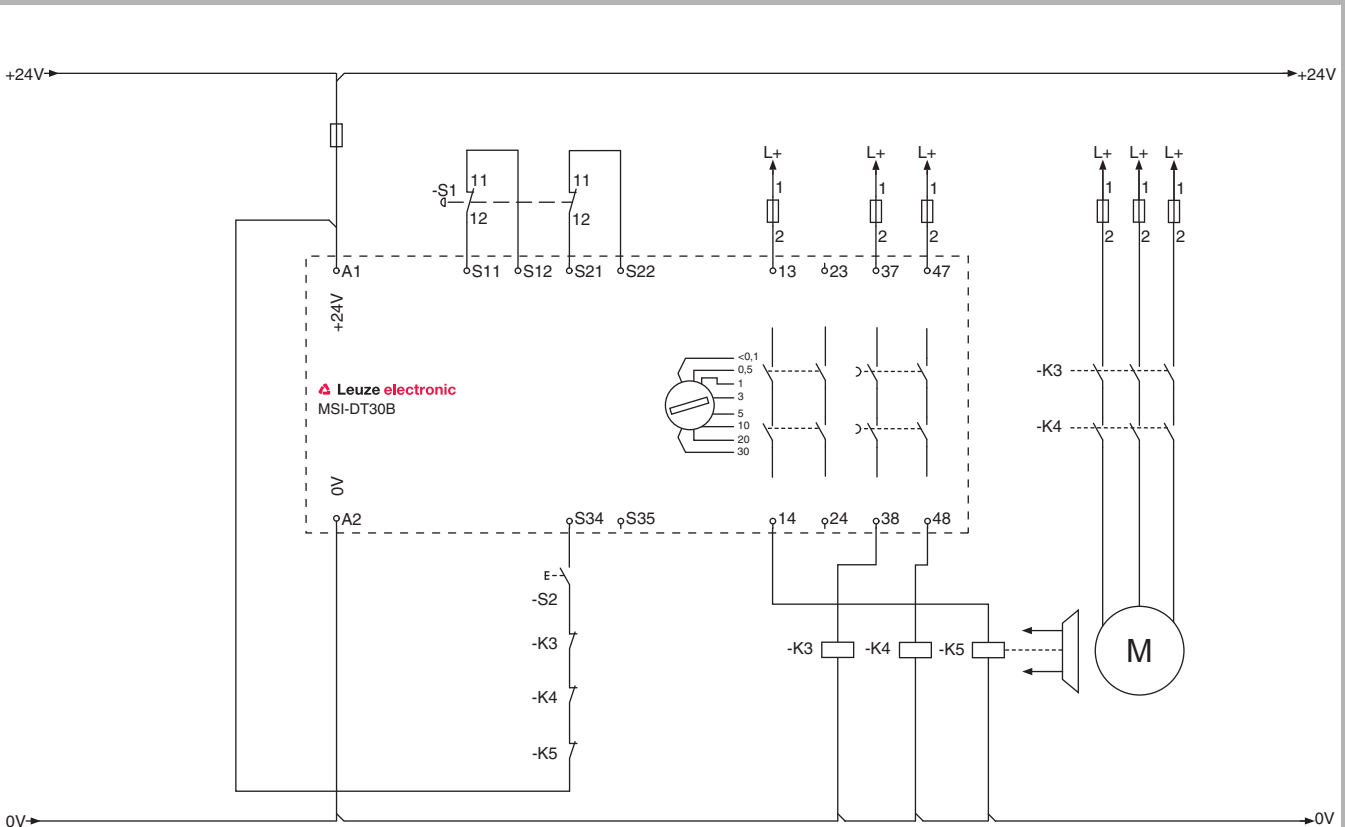 +24V
+24V
L+ L+ L+ L+ L+ L+
11 11 1 1 1 1 1 1
-S1
12 12 2 2 2 2 2 2
A1 S11 S12 S21 S22 13 23 37 47
+24V
<0,1
0,5
1
3
5
10
20
30
Leuze electronic
MSI-DT30B
-K3
-K4
0V
A2 S34 S35 14 24 38 48
E
-S2
-K3
-K4
-K5
-K3 -K4 -K5 M
0V
0V